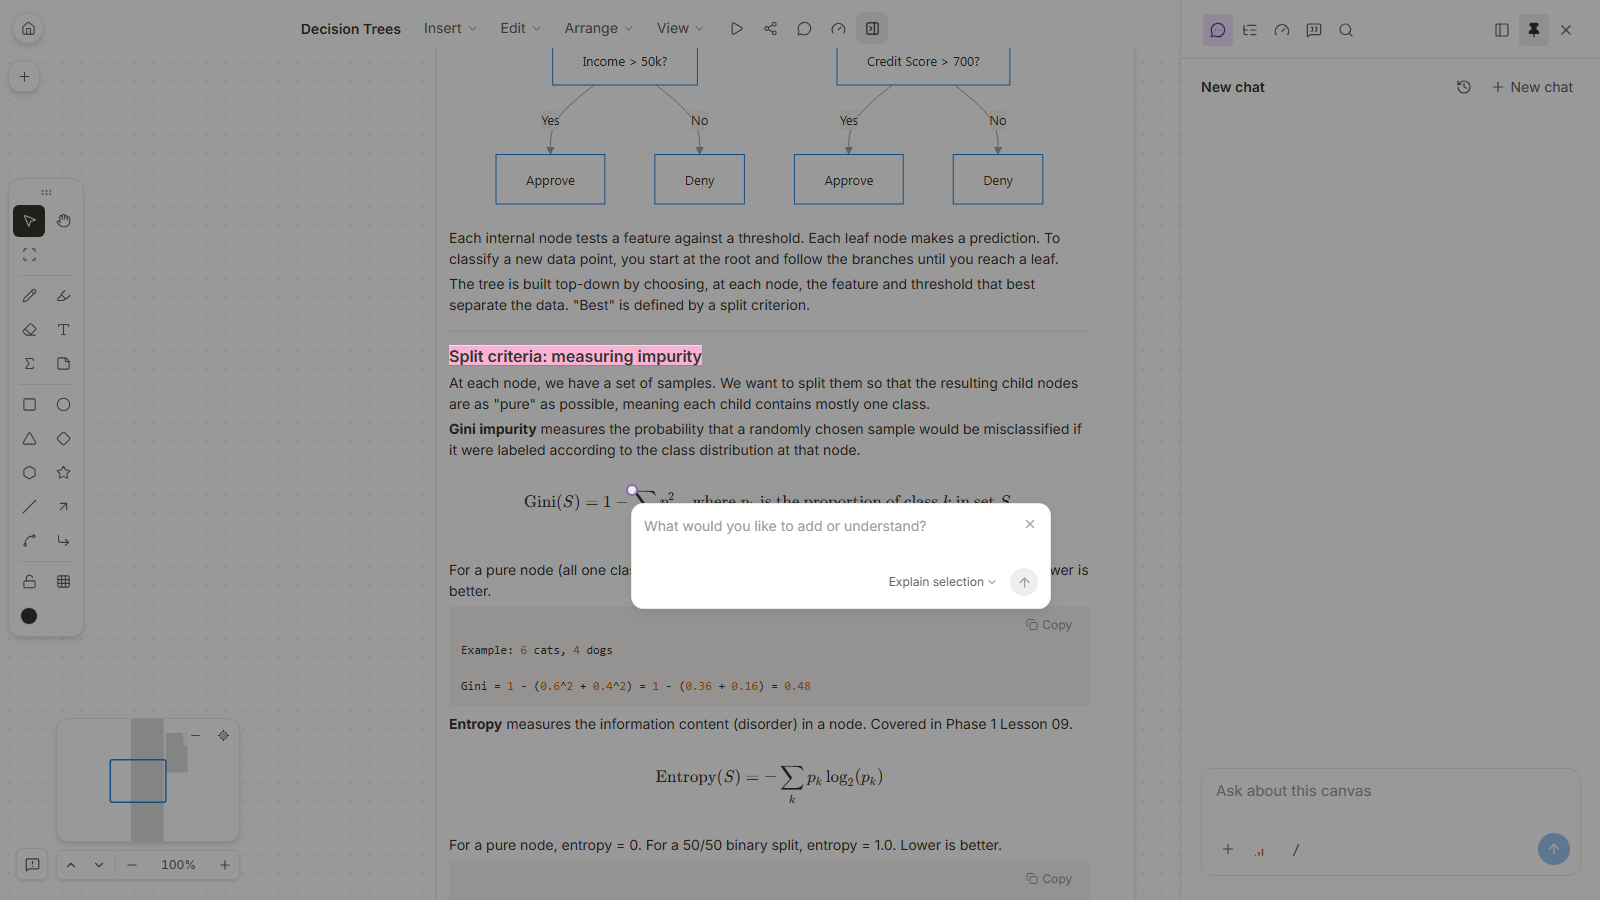 Decision Trees
Insert
Edit
Arrange
View
Income > 50k?
Credit Score > 700?
Yes
No
Yes
No
Approve
Deny
Approve
Deny
Each internal node tests a feature against a threshold. Each leaf node makes a prediction. To
classify a new data point, you start at the root and follow the branches until you reach a leaf.
The tree is built top-down by choosing, at each node, the feature and threshold that best
separate the data. "Best" is defined by a split criterion.
Split criteria: measuring impurity
At each node, we have a set of samples. We want to split them so that the resulting child nodes
are as "pure" as possible, meaning each child contains mostly one class.
Gini impurity measures the probability that a randomly chosen sample would be misclassified if
it were labeled according to the class distribution at that node.
Gini(S) = 1 − ∑ p² where pₖ is the proportion of class k in set S
What would you like to add or understand?
Explain selection
For a pure node (all one clas
wer is
better.
Copy
Example: 6 cats, 4 dogs
Gini = 1 - (0.6^2 + 0.4^2) = 1 - (0.36 + 0.16) = 0.48
Entropy measures the information content (disorder) in a node. Covered in Phase 1 Lesson 09.
Entropy(S) = − ∑ₖ pₖ log₂(pₖ)
For a pure node, entropy = 0. For a 50/50 binary split, entropy = 1.0. Lower is better.
Copy
100%
New chat
New chat
Ask about this canvas